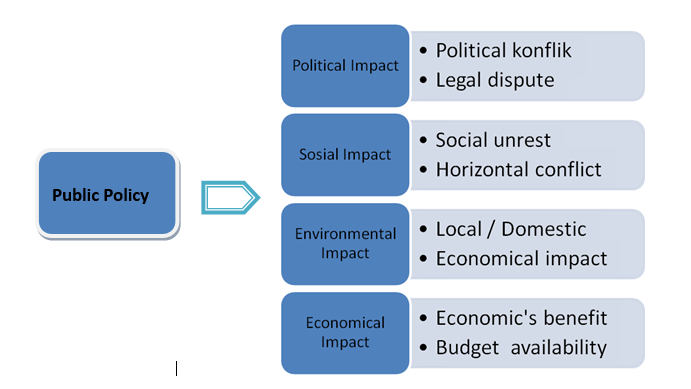 Public Policy
Political Impact
• Political konflik
• Legal dispute
Sosial Impact
• Social unrest
• Horizontal conflict
Environmental
Impact
• Local / Domestic
• Economical impact
Economical
Impact
• Economic's benefit
• Budget  availability